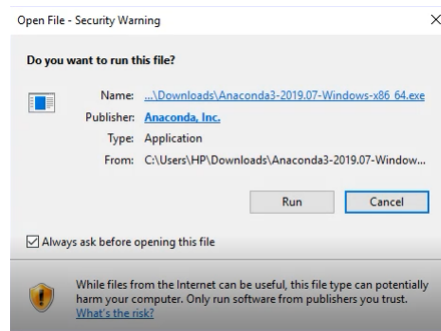 Open File - Security Warning
Do you want to run this file?
Name: ...\Downloads\Anaconda3-2019.07-Windows-x86_64.exe
Publisher: Anaconda, Inc.
Type: Application
From: C:\Users\HP\Downloads\Anaconda3-2019.07-Window...
Run Cancel
Always ask before opening this file
While files from the Internet can be useful, this file type can potentially
harm your computer. Only run software from publishers you trust.
What's the risk?